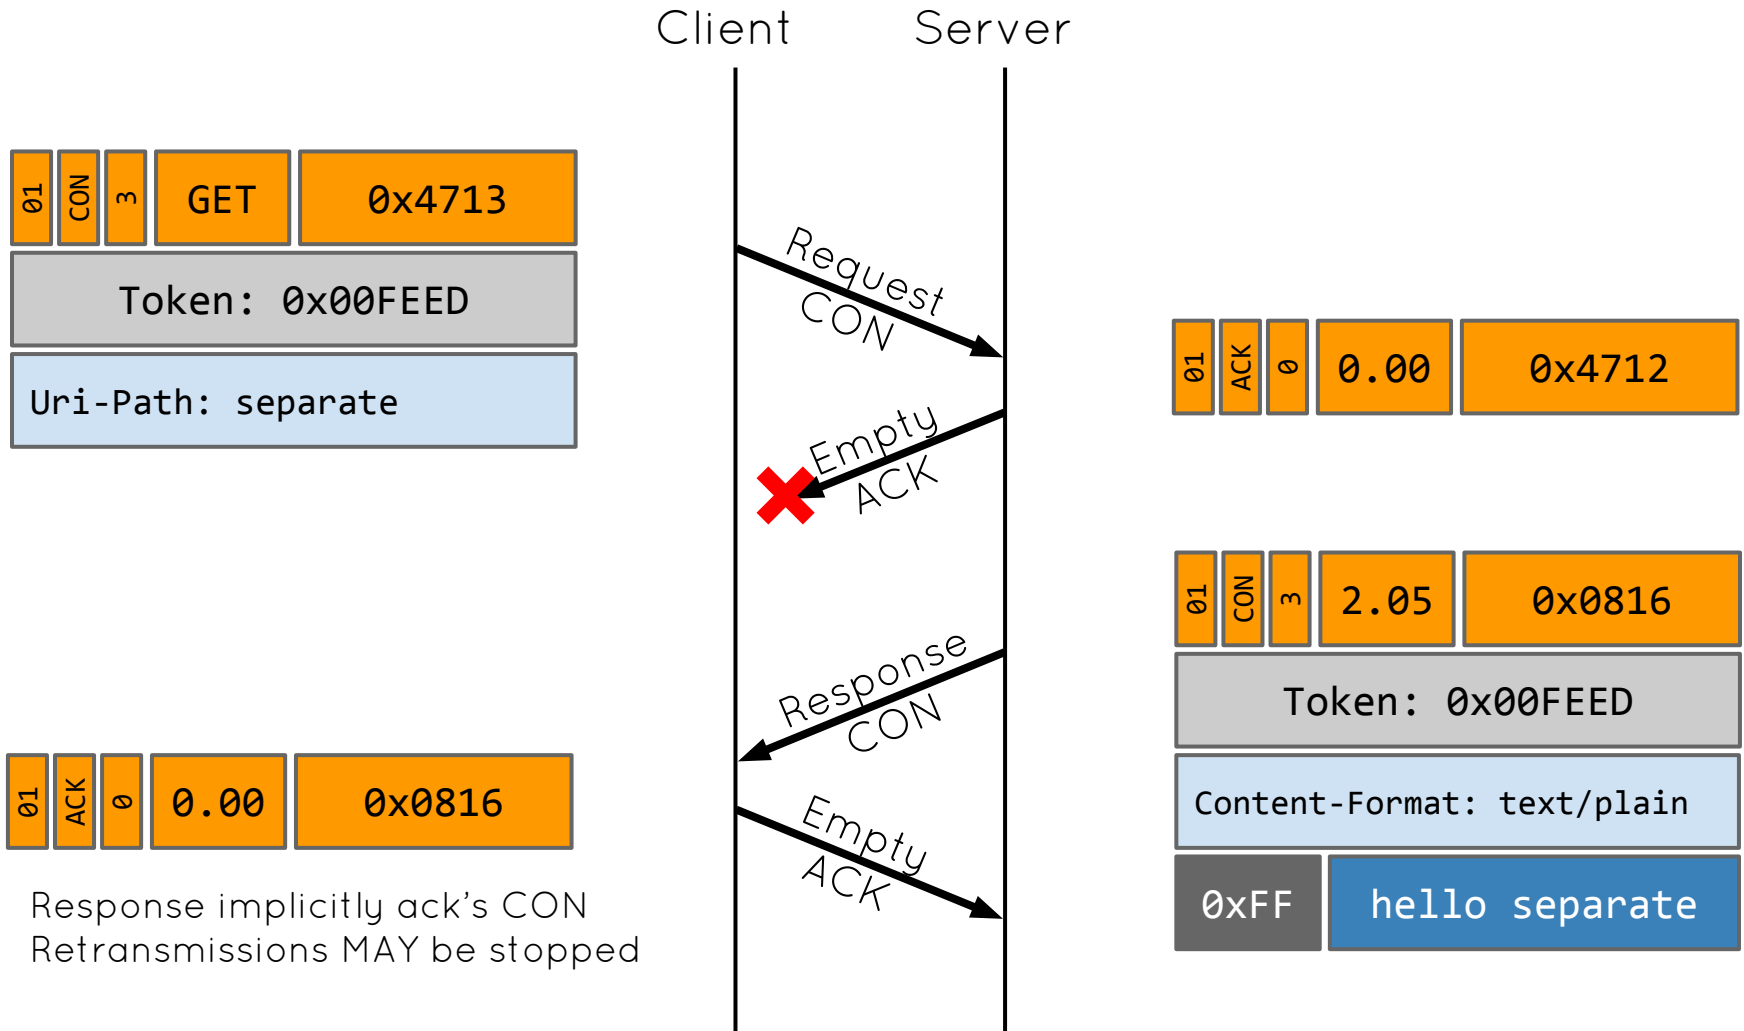 Client Server
01 CON 3 GET 0x4713
Token: 0x00FEED
Uri-Path: separate
Request
CON
01 ACK 0 0.00 0x4712
Empty
ACK
01 CON 3 2.05 0x0816
Token: 0x00FEED
Content-Format: text/plain
0xFF hello separate
Response
CON
01 ACK 0 0.00 0x0816
Empty
ACK
Response implicitly ack's CON
Retransmissions MAY be stopped